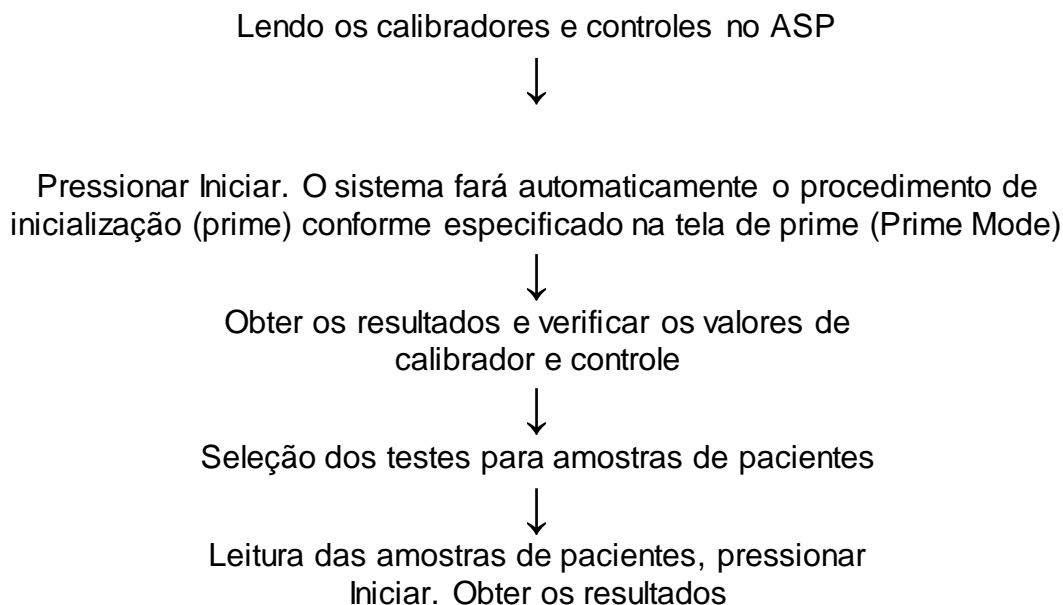 Lendo os calibradores e controles no ASP
↓
Pressionar Iniciar. O sistema fará automaticamente o procedimento de
inicialização (prime) conforme especificado na tela de prime (Prime Mode)
↓
Obter os resultados e verificar os valores de
calibrador e controle
↓
Seleção dos testes para amostras de pacientes
↓
Leitura das amostras de pacientes, pressionar
Iniciar. Obter os resultados